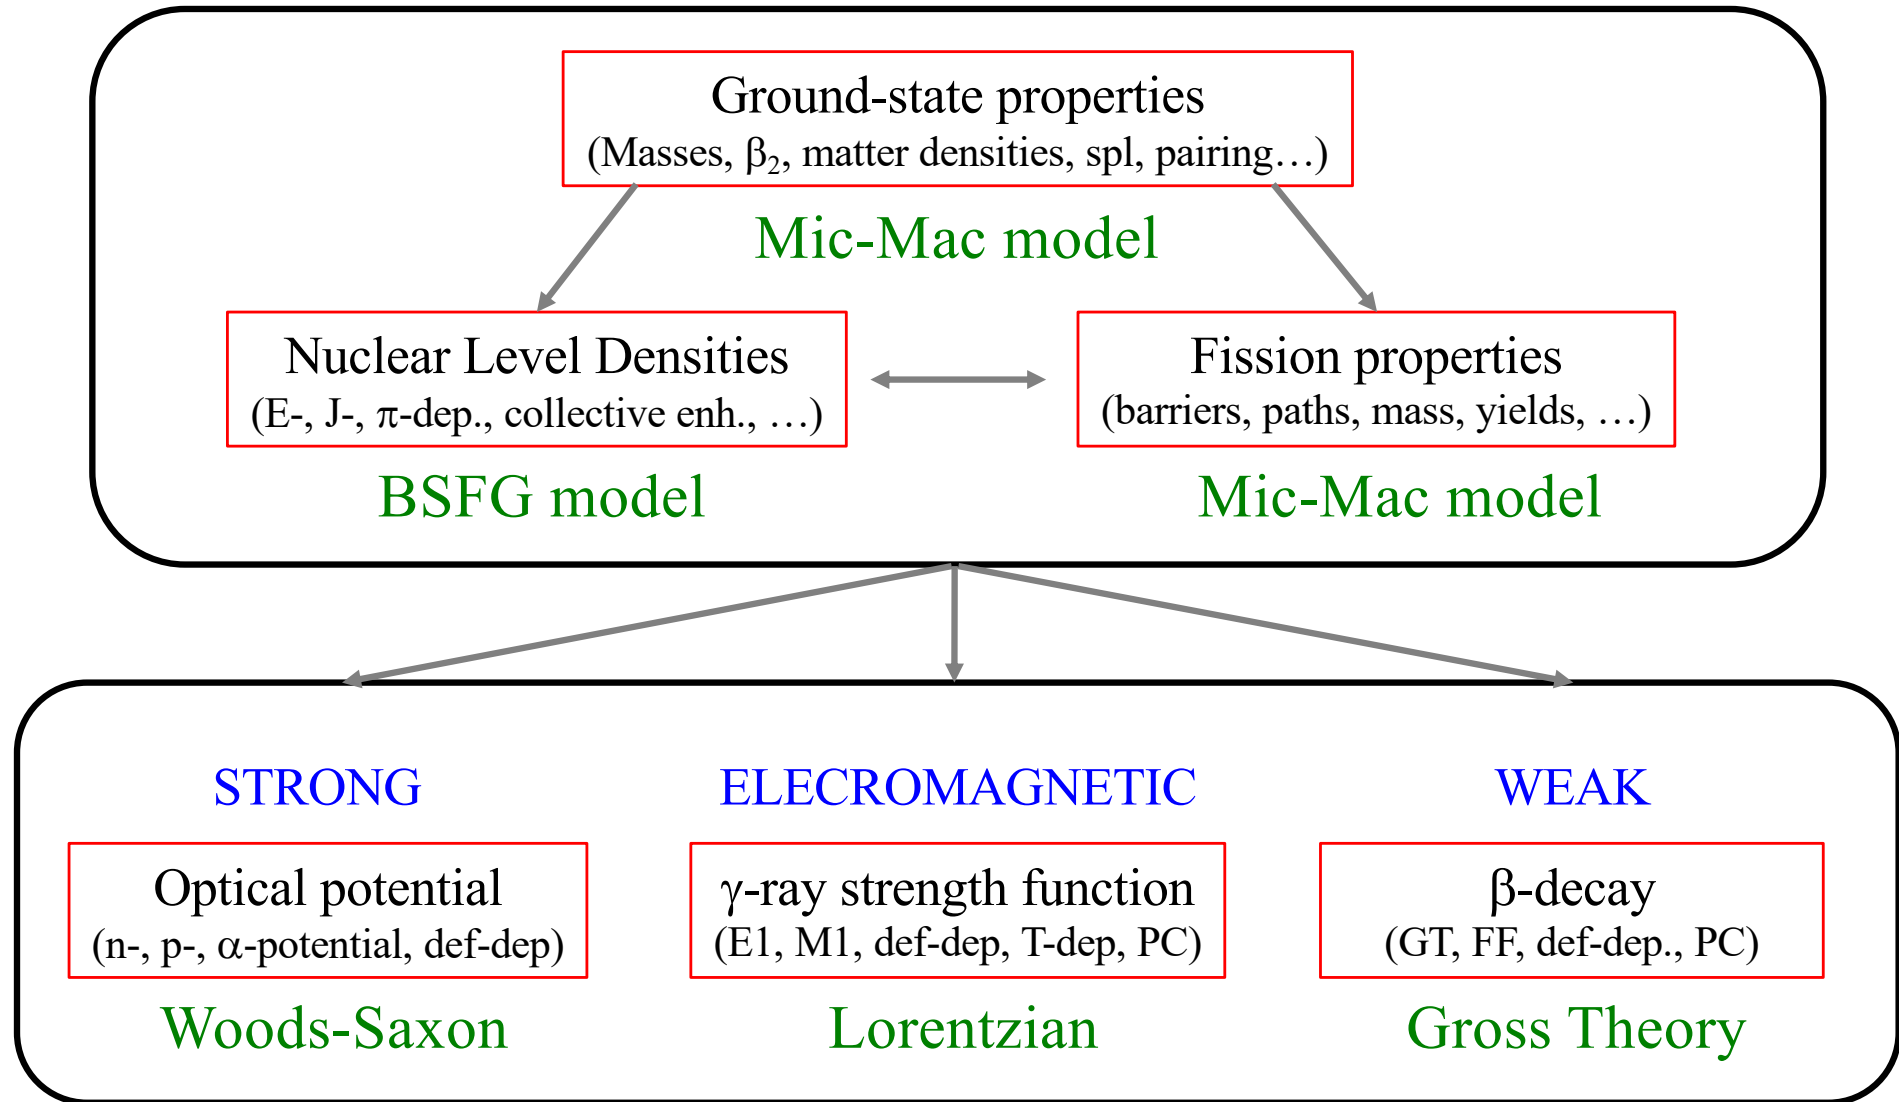 Ground-state properties
(Masses, β₂, matter densities, spl, pairing…)
Mic-Mac model
Nuclear Level Densities
(E-, J-, π-dep., collective enh., …)
BSFG model
Fission properties
(barriers, paths, mass, yields, …)
Mic-Mac model
STRONG
Optical potential
(n-, p-, α-potential, def-dep)
Woods-Saxon
ELECROMAGNETIC
γ-ray strength function
(E1, M1, def-dep, T-dep, PC)
Lorentzian
WEAK
β-decay
(GT, FF, def-dep., PC)
Gross Theory